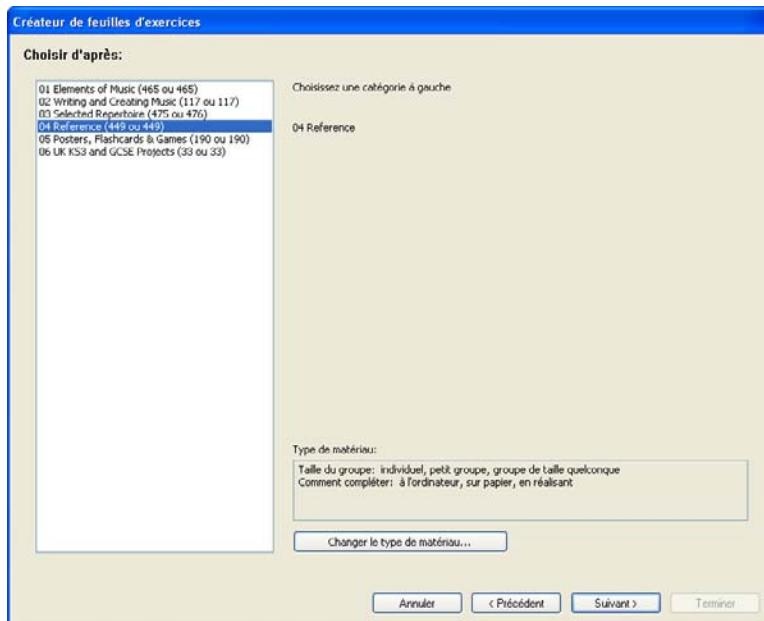 Créateur de feuilles d'exercices
Choisir d'après:
01 Elements of Music (465 ou 465)
02 Writing and Creating Music (117 ou 117)
03 Selected Repertoire (475 ou 476)
04 Reference (449 ou 449)
05 Posters, Flashcards & Games (190 ou 190)
06 UK KS3 and GCSE Projects (33 ou 33)
Choisissez une catégorie à gauche
04 Reference
Type de matériau:
Taille du groupe: individuel, petit groupe, groupe de taille quelconque
Comment compléter: à l'ordinateur, sur papier, en réalisant
Changer le type de matériau...
Annuler
< Précédent
Suivant >
Terminer